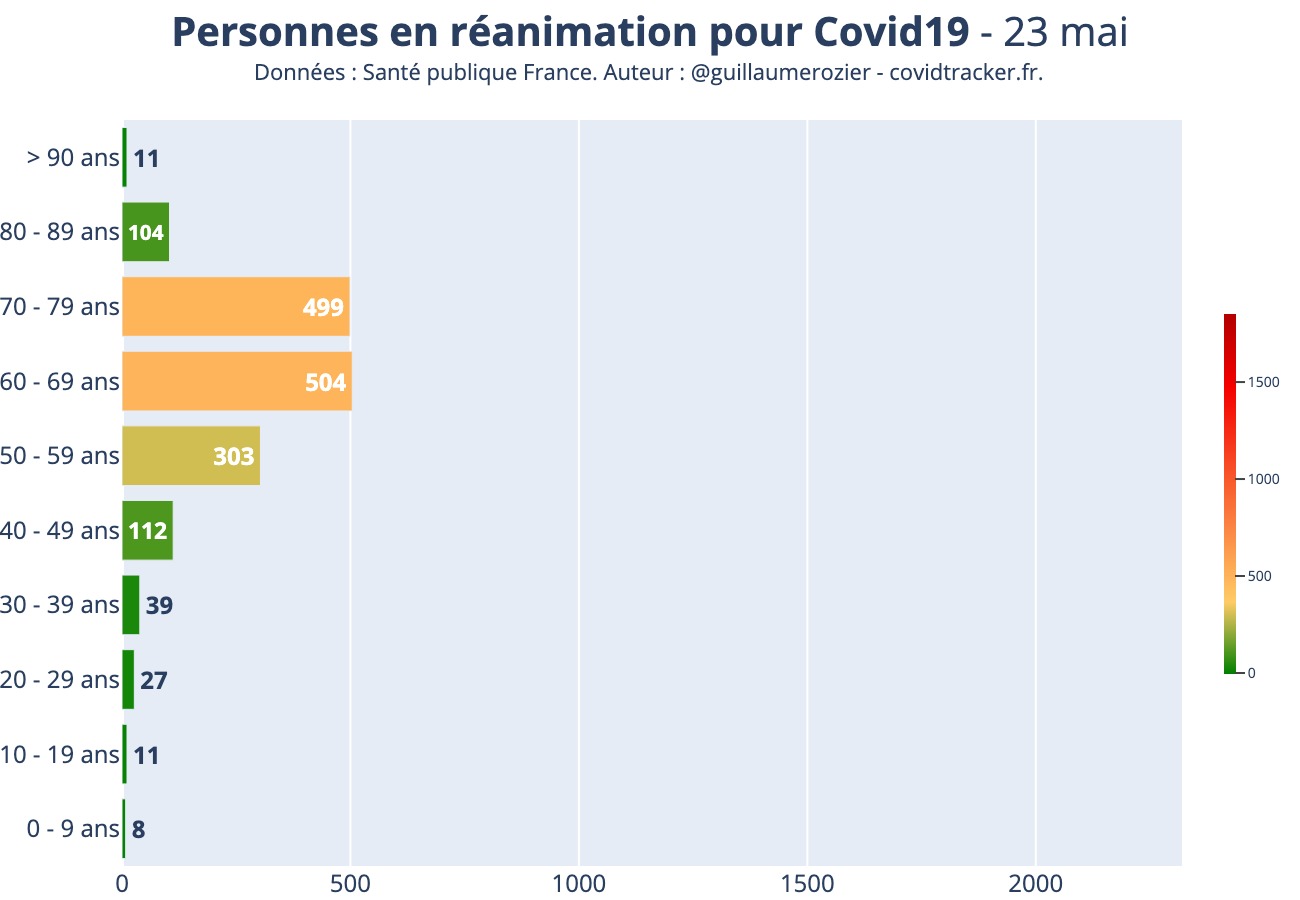 Personnes en réanimation pour Covid19 - 23 mai
Données : Santé publique France. Auteur : @guillaumerozier - covidtracker.fr.
> 90 ans 11
80 - 89 ans 104
70 - 79 ans 499
60 - 69 ans 504
50 - 59 ans 303
40 - 49 ans 112
30 - 39 ans 39
20 - 29 ans 27
10 - 19 ans 11
0 - 9 ans 8
0 500 1000 1500 2000
1500
1000
500
0